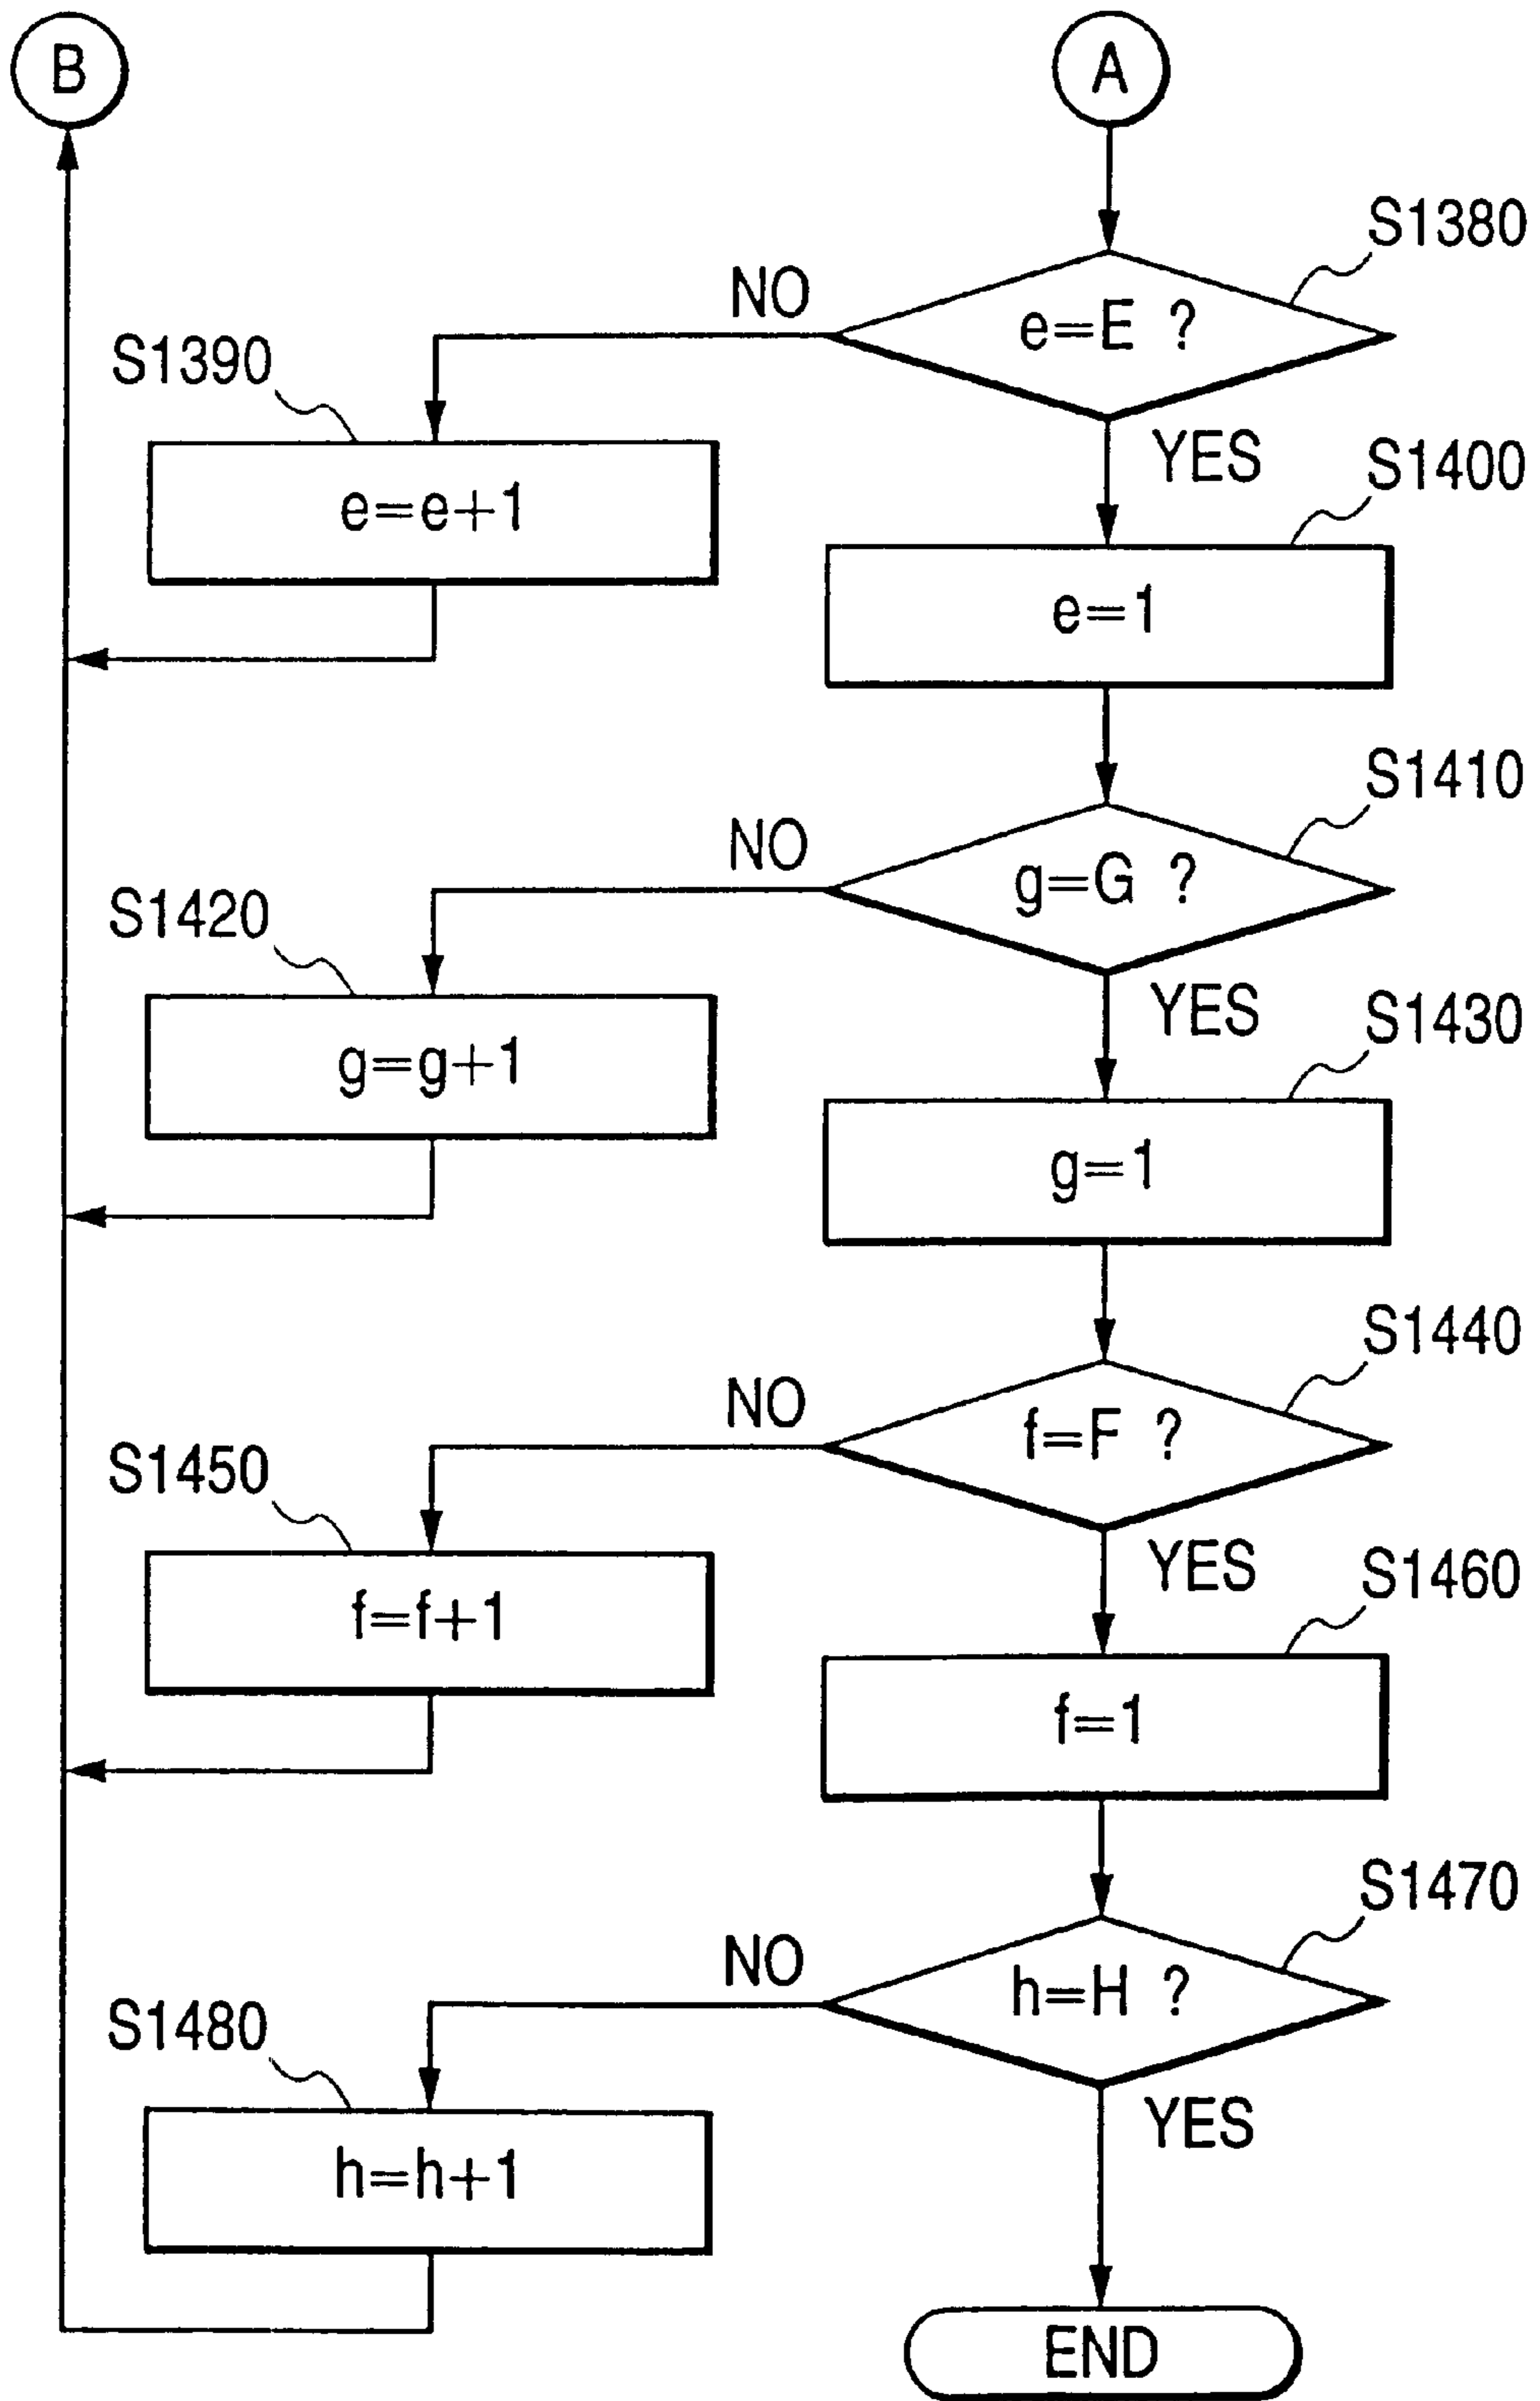 B
A
S1380
NO
e=E ?
S1390
YES
S1400
e=e+1
e=1
S1410
NO
g=G ?
S1420
YES
S1430
g=g+1
g=1
S1440
NO
f=F ?
S1450
YES
S1460
f=f+1
f=1
S1470
NO
h=H ?
S1480
YES
h=h+1
END